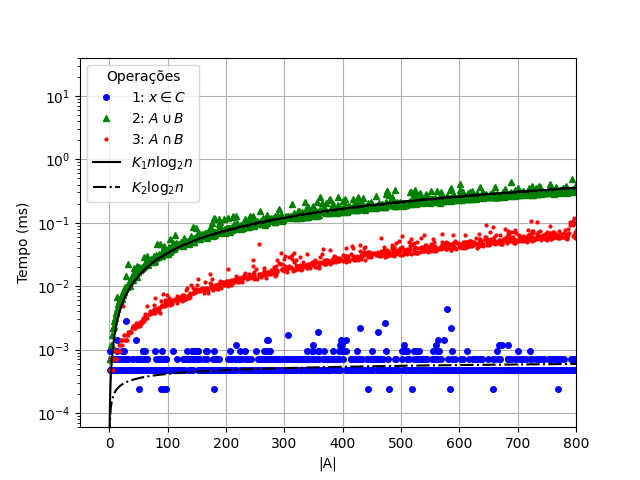 Operações
1: x ∈ C
2: A ∪ B
3: A ∩ B
K₁nlog₂n
K₂log₂n
Tempo (ms)
10¹
10⁰
10⁻¹
10⁻²
10⁻³
10⁻⁴
0 100 200 300 400 500 600 700 800
|A|